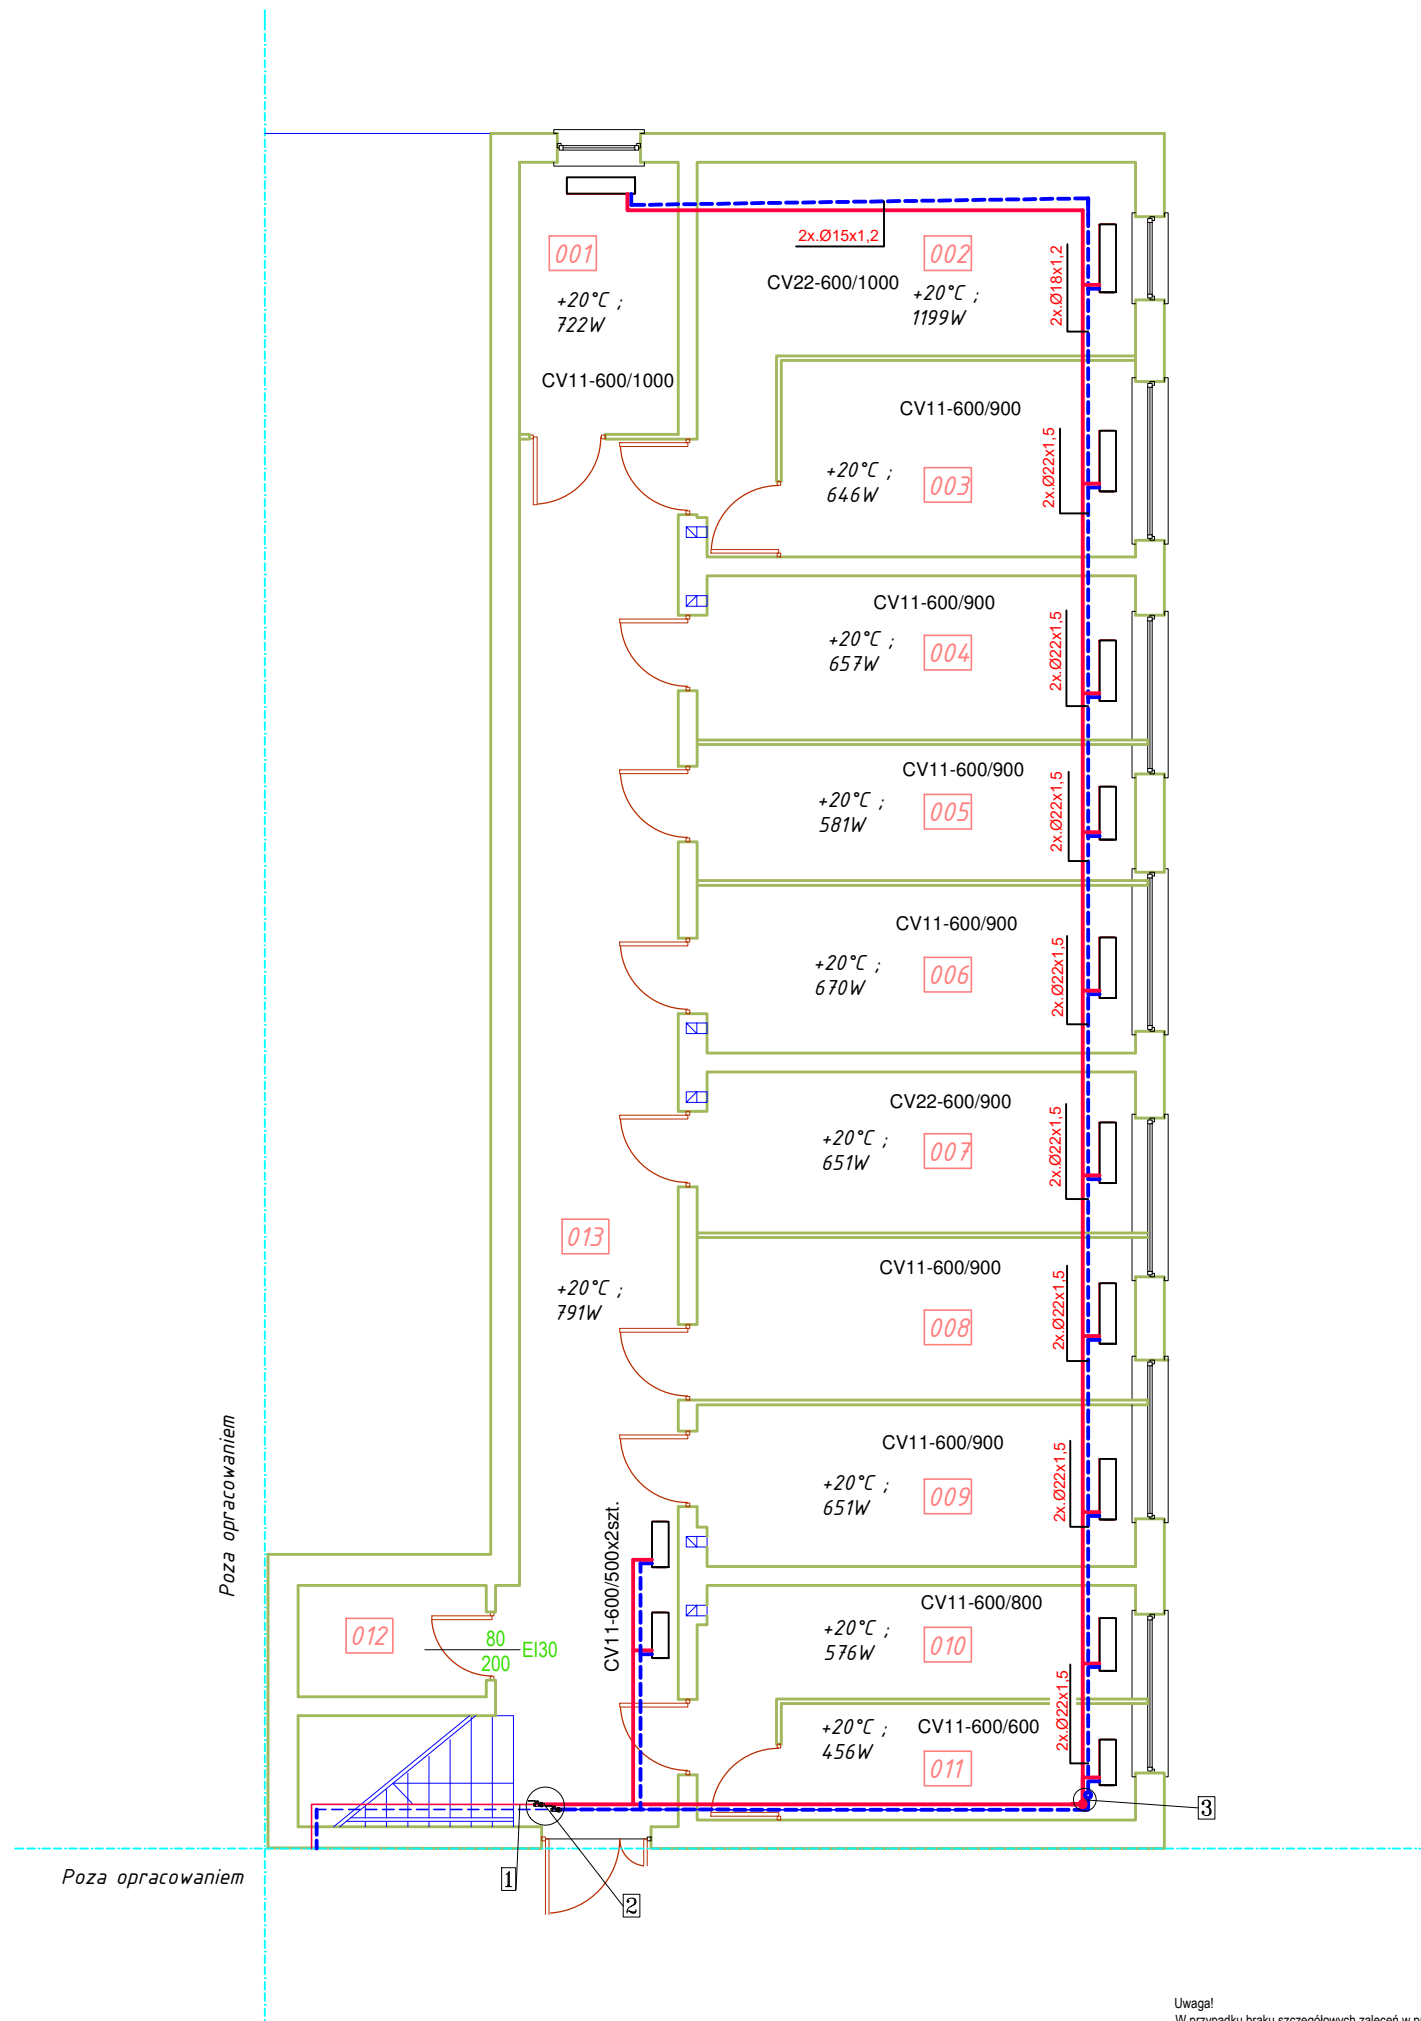 001
+20°C ;
722W
CV11-600/1000
2x.Ø15x1,2
CV22-600/1000
002
+20°C ;
1199W
2x.Ø18x1,2
CV11-600/900
+20°C ;
646W
003
2x.Ø22x1,5
CV11-600/900
+20°C ;
657W
004
2x.Ø22x1,5
CV11-600/900
+20°C ;
581W
005
2x.Ø22x1,5
CV11-600/900
+20°C ;
670W
006
2x.Ø22x1,5
CV22-600/900
+20°C ;
651W
007
2x.Ø22x1,5
013
+20°C ;
791W
CV11-600/900
008
2x.Ø22x1,5
CV11-600/900
+20°C ;
651W
009
2x.Ø22x1,5
CV11-600/500x2szt.
CV11-600/800
+20°C ;
576W
010
012
80
200
EI30
CV11-600/600
+20°C ;
456W
011
2x.Ø22x1,5
1
2
3
Poza opracowaniem
Poza opracowaniem
Uwaga!
W przypadku braku szczegółowych zaleceń w